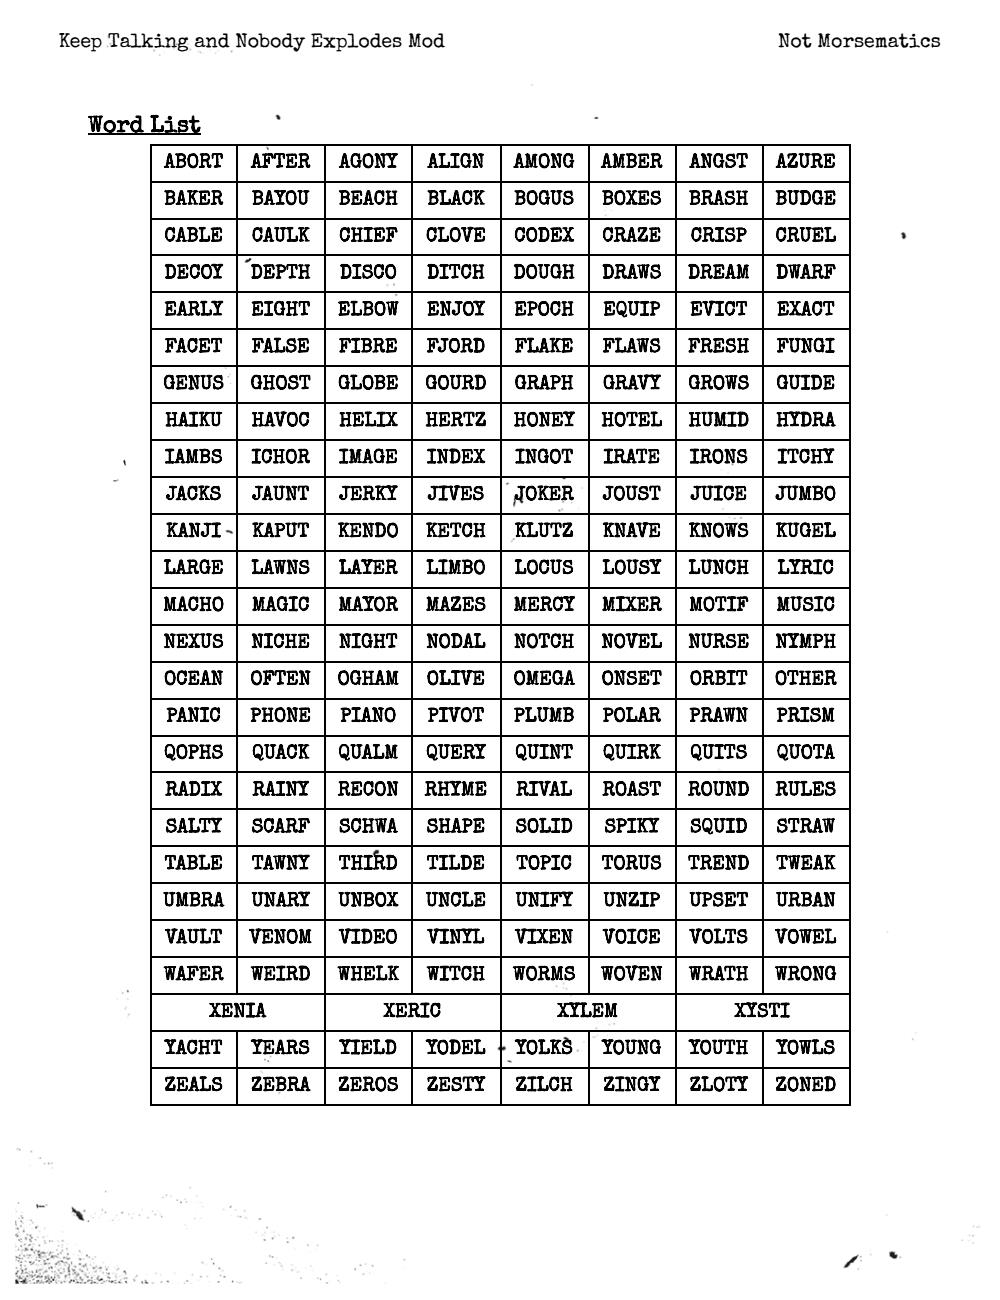 Keep Talking and Nobody Explodes Mod Not Morsematics
Word List
ABORT AFTER AGONY ALIGN AMONG AMBER ANGST AZURE
BAKER BAYOU BEACH BLACK BOGUS BOXES BRASH BUDGE
CABLE CAULK CHIEF CLOVE CODEX CRAZE CRISP CRUEL
DECOY DEPTH DISCO DITCH DOUGH DRAWS DREAM DWARF
EARLY EIGHT ELBOW ENJOY EPOCH EQUIP EVICT EXACT
FACET FALSE FIBRE FJORD FLAKE FLAWS FRESH FUNGI
GENUS GHOST GLOBE GOURD GRAPH GRAVY GROWS GUIDE
HAIKU HAVOC HELIX HERTZ HONEY HOTEL HUMID HYDRA
IAMBS ICHOR IMAGE INDEX INGOT IRATE IRONS ITCHY
JACKS JAUNT JERKY JIVES JOKER JOUST JUICE JUMBO
KANJI KAPUT KENDO KETCH KLUTZ KNAVE KNOWS KUGEL
LARGE LAWNS LAYER LIMBO LOCUS LOUSY LUNCH LYRIC
MACHO MAGIC MAYOR MAZES MERCY MIXER MOTIF MUSIC
NEXUS NICHE NIGHT NODAL NOTCH NOVEL NURSE NYMPH
OCEAN OFTEN OGHAM OLIVE OMEGA ONSET ORBIT OTHER
PANIC PHONE PIANO PIVOT PLUMB POLAR PRAWN PRISM
QOPHS QUACK QUALM QUERY QUINT QUIRK QUITS QUOTA
RADIX RAINY RECON RHYME RIVAL ROAST ROUND RULES
SALTY SCARF SCHWA SHAPE SOLID SPIKY SQUID STRAW
TABLE TAWNY THIRD TILDE TOPIC TORUS TREND TWEAK
UMBRA UNARY UNBOX UNCLE UNIFY UNZIP UPSET URBAN
VAULT VENOM VIDEO VINYL VIXEN VOICE VOLTS VOWEL
WAFER WEIRD WHELK WITCH WORMS WOVEN WRATH WRONG
XENIA XERIC XYLEM XYSTI
YACHT YEARS YIELD YODEL YOLKS YOUNG YOUTH YOWLS
ZEALS ZEBRA ZEROS ZESTY ZILCH ZINGY ZLOTY ZONED